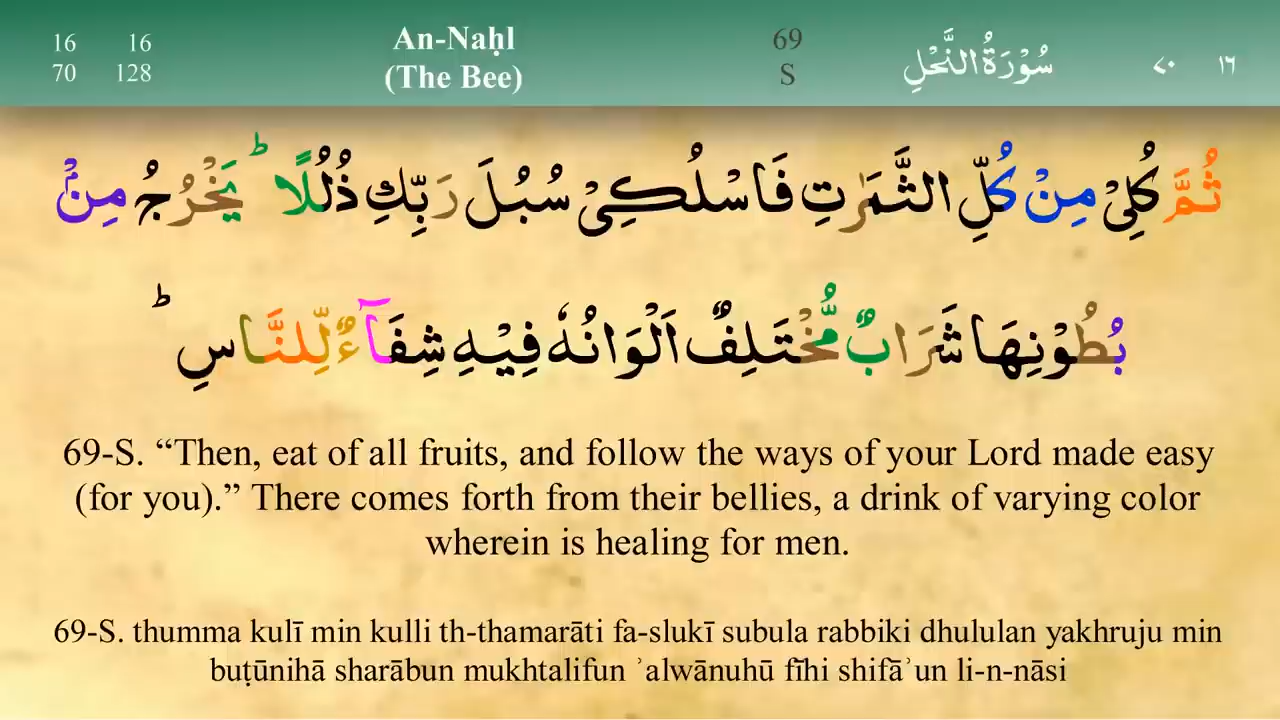 16 16 An-Naḥl 69 سُوْرَةُ النَّحْلِ ٧٠ ١٦
70 128 (The Bee) S
ثُمَّ كُلِىْ مِنْ كُلِّ الثَّمَرٰتِ فَاسْلُكِىْ سُبُلَ رَبِّكِ ذُلُلًا ؕ يَخْرُجُ مِنْۢ
بُطُوْنِهَا شَرَابٌ مُّخْتَلِفٌ اَلْوَانُهٗ فِيْهِ شِفَآءٌ لِّلنَّاسِ ؕ
69-S. “Then, eat of all fruits, and follow the ways of your Lord made easy
(for you).” There comes forth from their bellies, a drink of varying color
wherein is healing for men.
69-S. thumma kulī min kulli th-thamarāti fa-slukī subula rabbiki dhululan yakhruju min
buṭūnihā sharābun mukhtalifun ʾalwānuhū fīhi shifāʾun li-n-nāsi